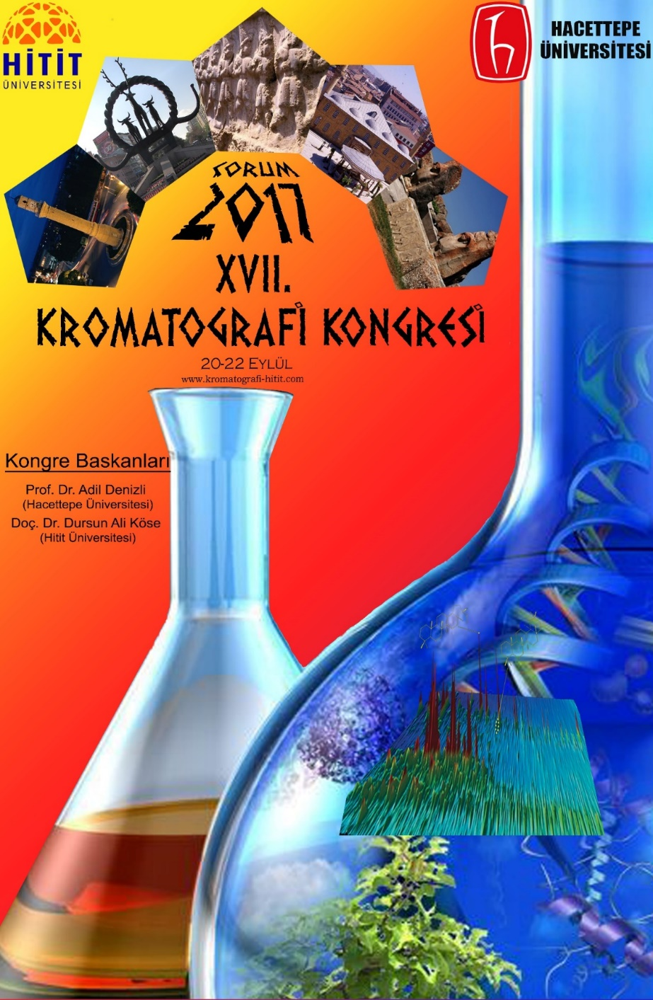 HİTİT
ÜNİVERSİTESİ
HACETTEPE
ÜNİVERSİTESİ
FORUM
2017
XVII.
KROMATOGRAFİ KONGRESİ
20-22 EYLÜL
www.kromatografi-hitit.com
Kongre Baskanları
Prof. Dr. Adil Denizli
(Hacettepe Üniversitesi)
Doç. Dr. Dursun Ali Köse
(Hitit Üniversitesi)